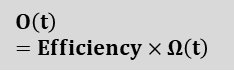 O(t)
= Efficiency × Ω(t)